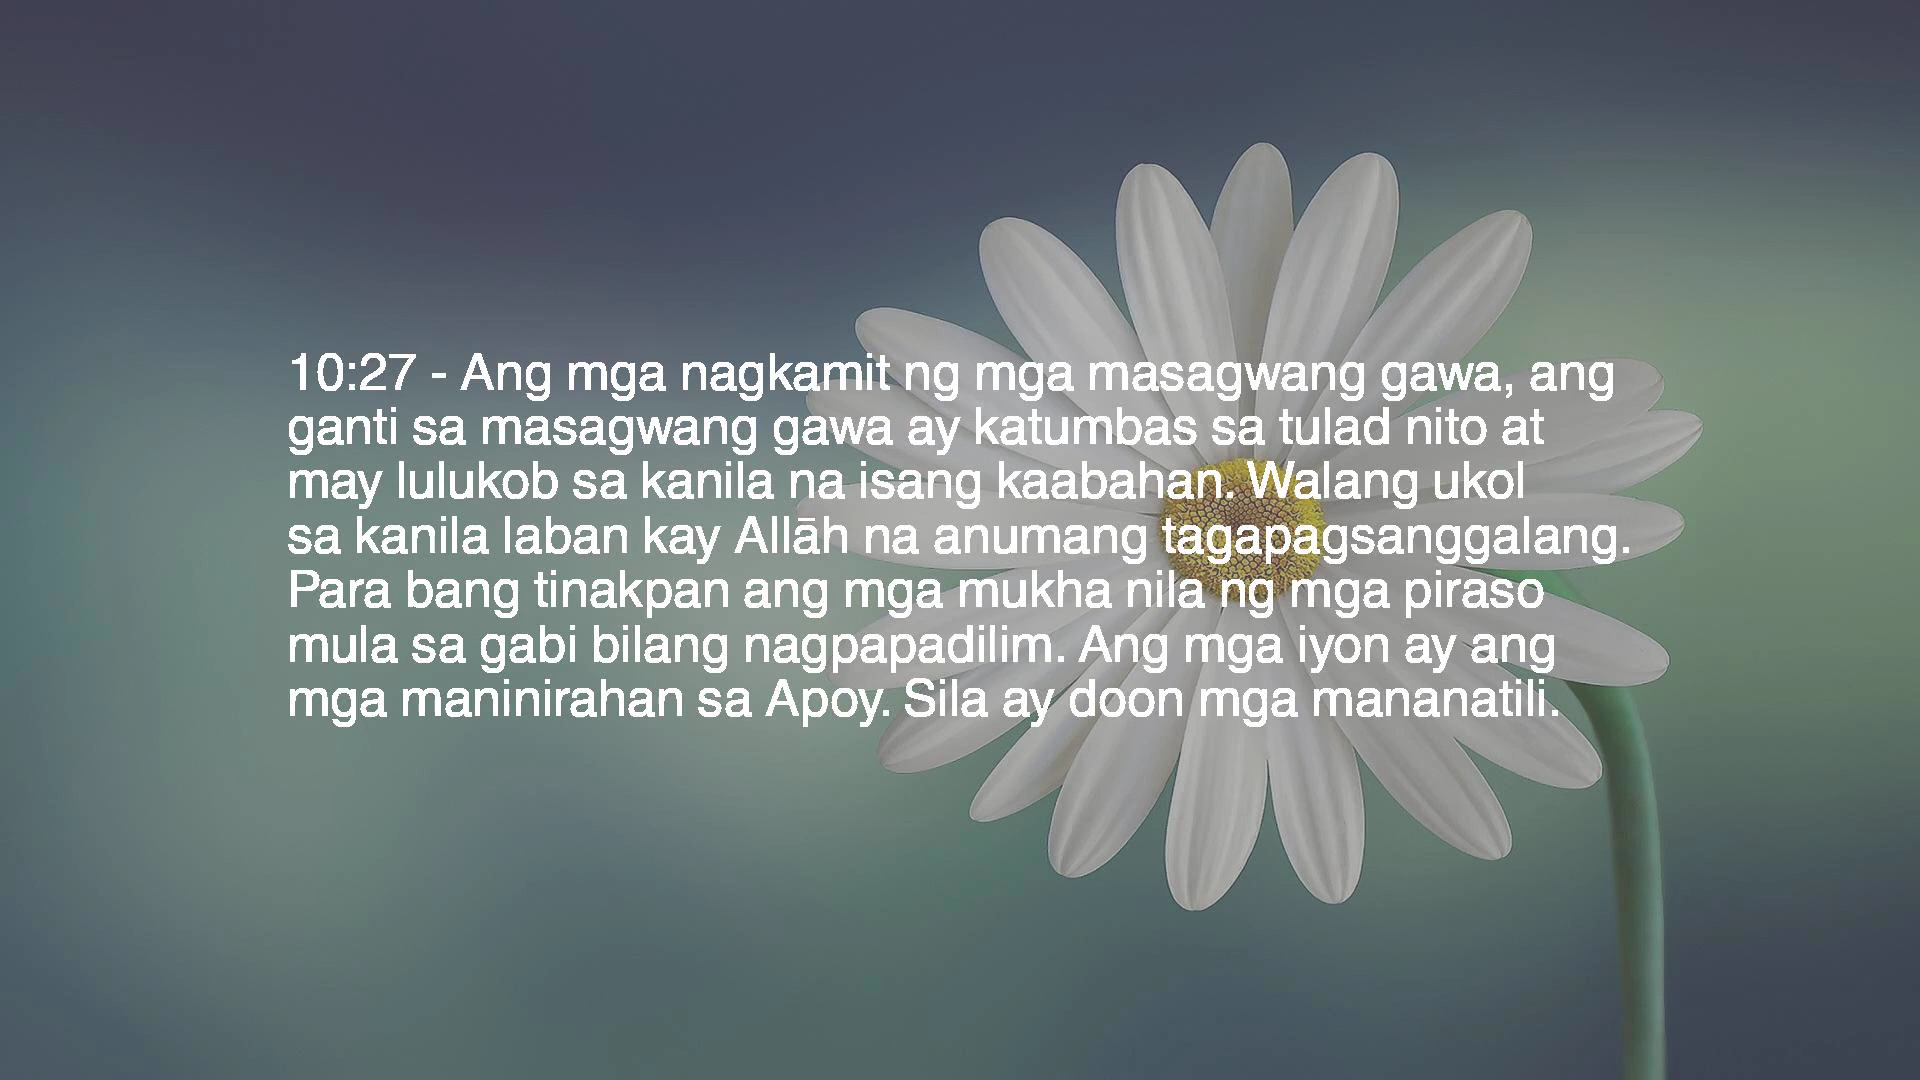 10:27 - Ang mga nagkamit ng mga masagwang gawa, ang
ganti sa masagwang gawa ay katumbas sa tulad nito at
may lulukob sa kanila na isang kaabahan. Walang ukol
sa kanila laban kay Allāh na anumang tagapagsanggalang.
Para bang tinakpan ang mga mukha nila ng mga piraso
mula sa gabi bilang nagpapadilim. Ang mga iyon ay ang
mga maninirahan sa Apoy. Sila ay doon mga mananatili.